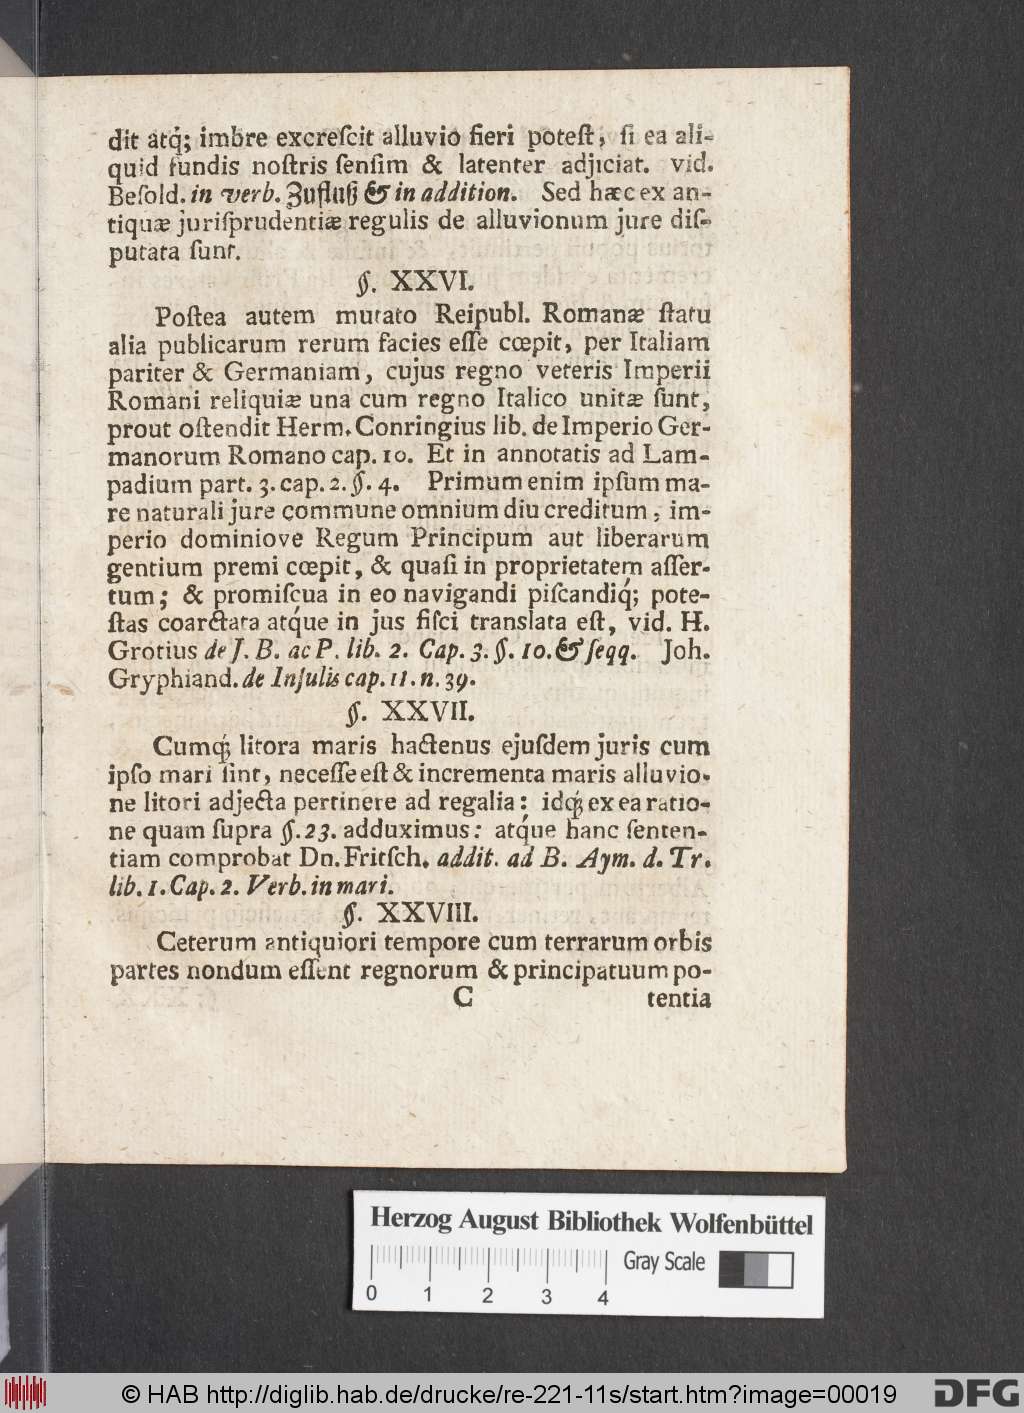 dit atq́; imbre excreſcit alluvio fieri poteſt, ſi ea ali-
quid fundis noſtris ſenſim & latenter adjiciat. vid.
Beſold. in verb. Zufluß & in addition. Sed hæc ex an-
tiquæ juriſprudentiæ regulis de alluvionum jure diſ-
putata ſunt.
§. XXVI.
Poſtea autem mutato Reipubl. Romanæ ſtatu
alia publicarum rerum facies eſſe cœpit, per Italiam
pariter & Germaniam, cujus regno veteris Imperii
Romani reliquiæ una cum regno Italico unitæ ſunt,
prout oſtendit Herm. Conringius lib. de Imperio Ger-
manorum Romano cap. 10. Et in annotatis ad Lam-
padium part. 3. cap. 2. §. 4. Primum enim ipſum ma-
re naturali jure commune omnium diu creditum, im-
perio dominiove Regum Principum aut liberarum
gentium premi cœpit, & quaſi in proprietatem aſſer-
tum; & promiſcua in eo navigandi piſcandiq́; pote-
ſtas coarctata atq́ue in jus fiſci translata eſt, vid. H.
Grotius de J. B. ac P. lib. 2. Cap. 3. §. 10. & ſeqq. Joh.
Gryphiand. de Inſulis cap. 11. n. 39.
§. XXVII.
Cumq́; litora maris hactenus ejuſdem juris cum
ipſo mari ſint, neceſſe eſt & incrementa maris alluvio-
ne litori adjecta pertinere ad regalia: idq́; ex ea ratio-
ne quam ſupra §. 23. adduximus: atq́ue hanc ſenten-
tiam comprobat Dn. Fritſch. addit. ad B. Aym. d. Tr.
lib. 1. Cap. 2. Verb. in mari.
§. XXVIII.
Ceterum antiquiori tempore cum terrarum orbis
partes nondum eſſent regnorum & principatuum po-
C tentia
Herzog August Bibliothek Wolfenbüttel
Gray Scale
0 1 2 3 4
© HAB http://diglib.hab.de/drucke/re-221-11s/start.htm?image=00019
DFG